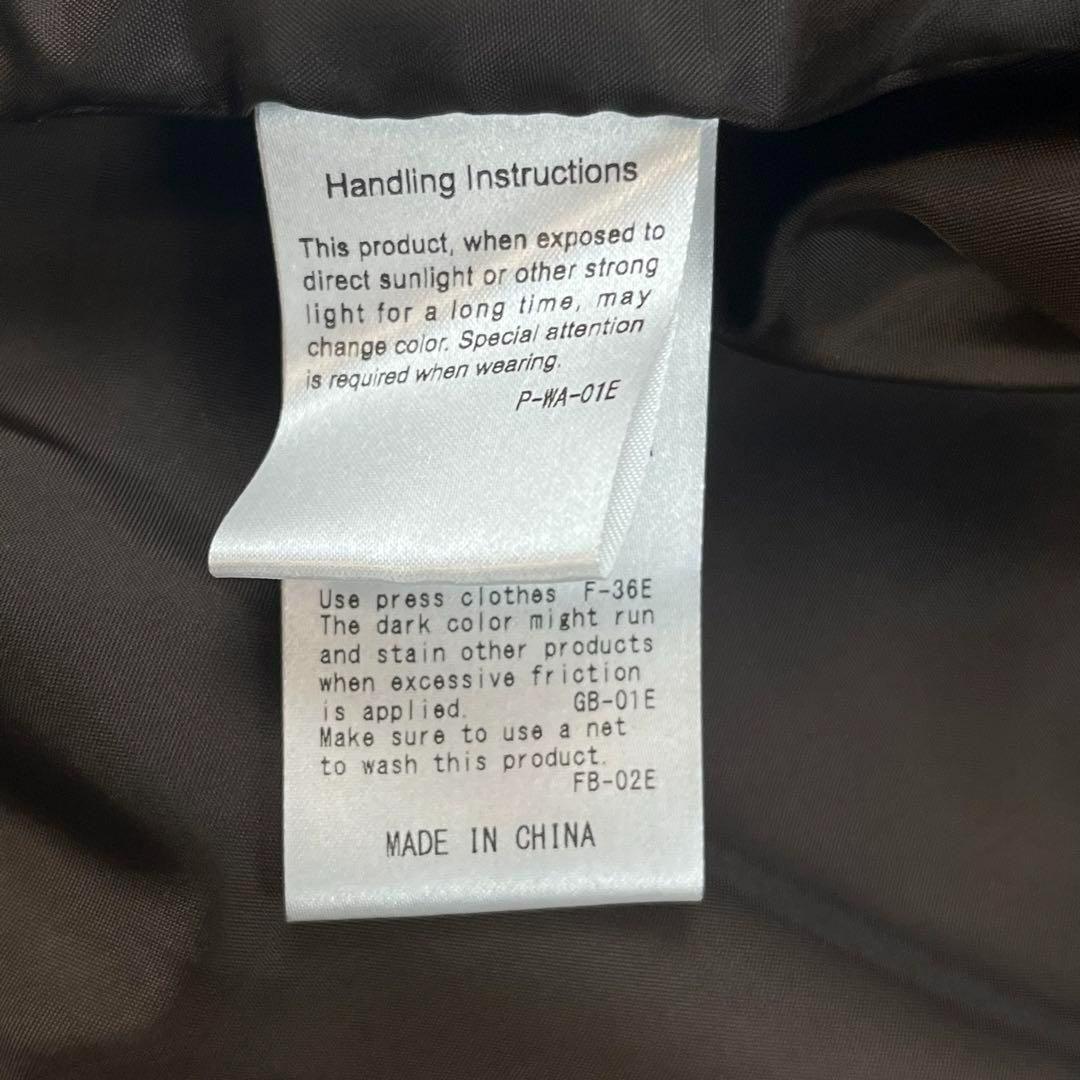 Handling Instructions
This product, when exposed to
direct sunlight or other strong
light for a long time, may
change color. Special attention
is required when wearing.
P-WA-01E
Use press clothes F-36E
The dark color might run
and stain other products
when excessive friction
is applied. GB-01E
Make sure to use a net
to wash this product.
FB-02E
MADE IN CHINA